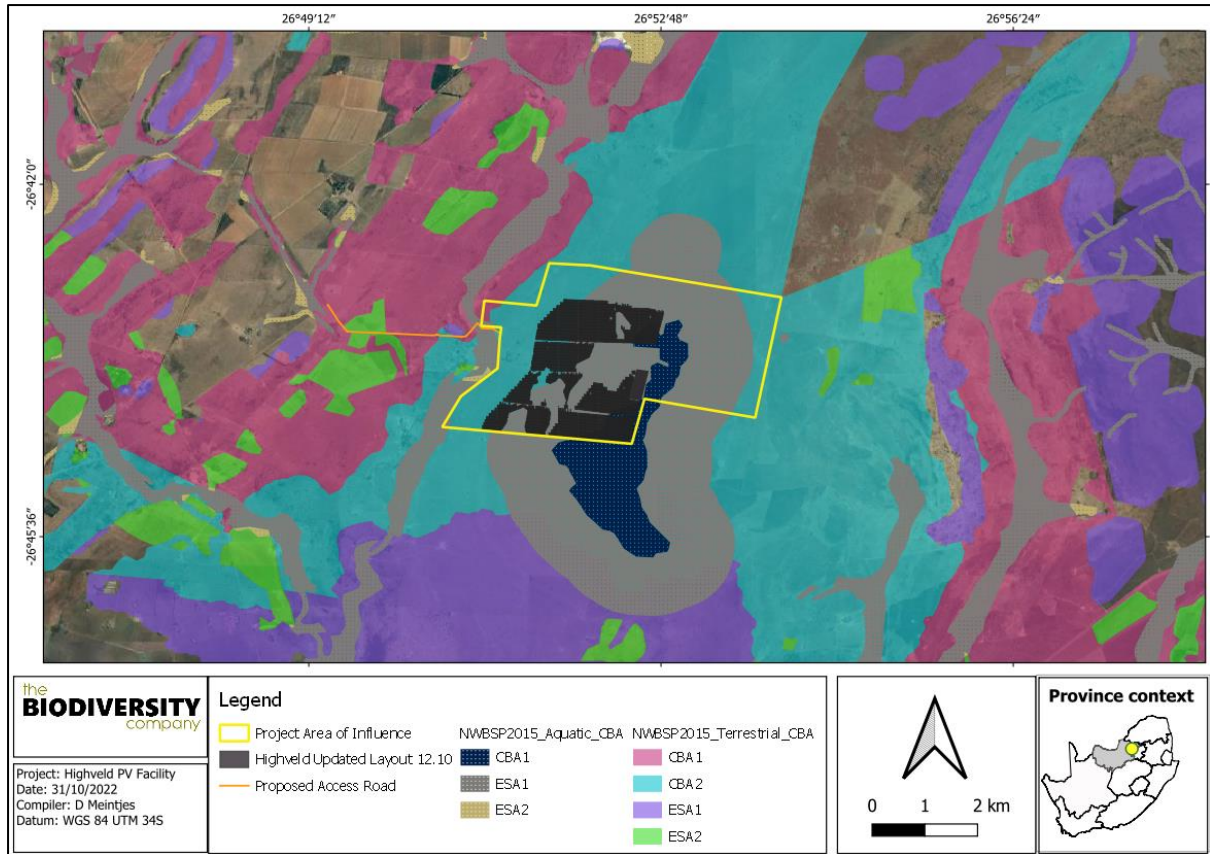 26°49'12" 26°52'48" 26°56'24"
-26°42'0"
-26°45'36"
the
BIODIVERSITY
company
Project: Highveld PV Facility
Date: 31/10/2022
Compiler: D Meintjes
Datum: WGS 84 UTM 34S
Legend
Project Area of Influence
Highveld Updated Layout 12.10
Proposed Access Road
NWBSP2015_Aquatic_CBA
CBA1
ESA1
ESA2
NWBSP2015_Terrestrial_CBA
CBA1
CBA2
ESA1
ESA2
0 1 2 km
Province context